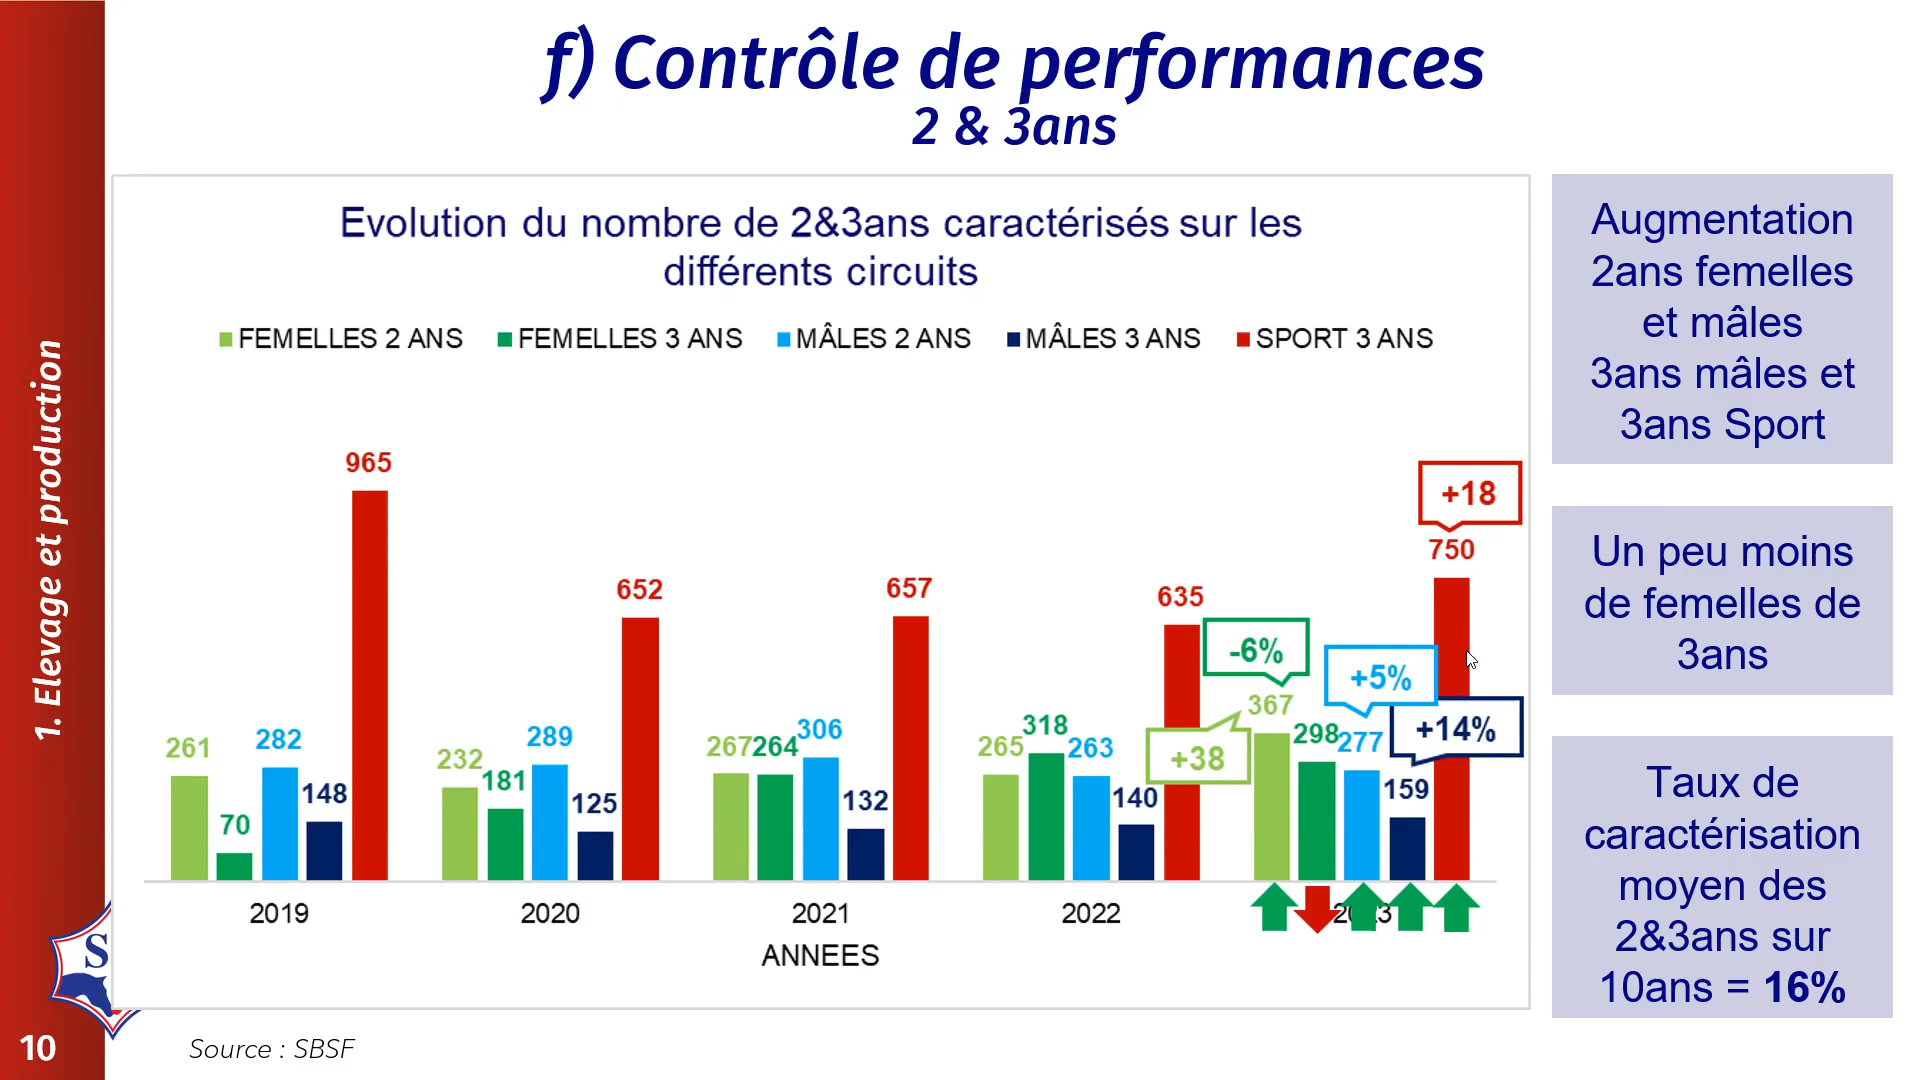 f) Contrôle de performances
2 & 3ans
1. Elevage et production
Evolution du nombre de 2&3ans caractérisés sur les
différents circuits
FEMELLES 2 ANS FEMELLES 3 ANS MÂLES 2 ANS MÂLES 3 ANS SPORT 3 ANS
261 70 282 148 965
232 181 289 125 652
267 264 306 132 657
265 318 263 140 635
367 298 277 159 750
+38 -6% +5% +14% +18
2019 2020 2021 2022
ANNEES
Augmentation
2ans femelles
et mâles
3ans mâles et
3ans Sport
Un peu moins
de femelles de
3ans
Taux de
caractérisation
moyen des
2&3ans sur
10ans = 16%
S
10
Source : SBSF